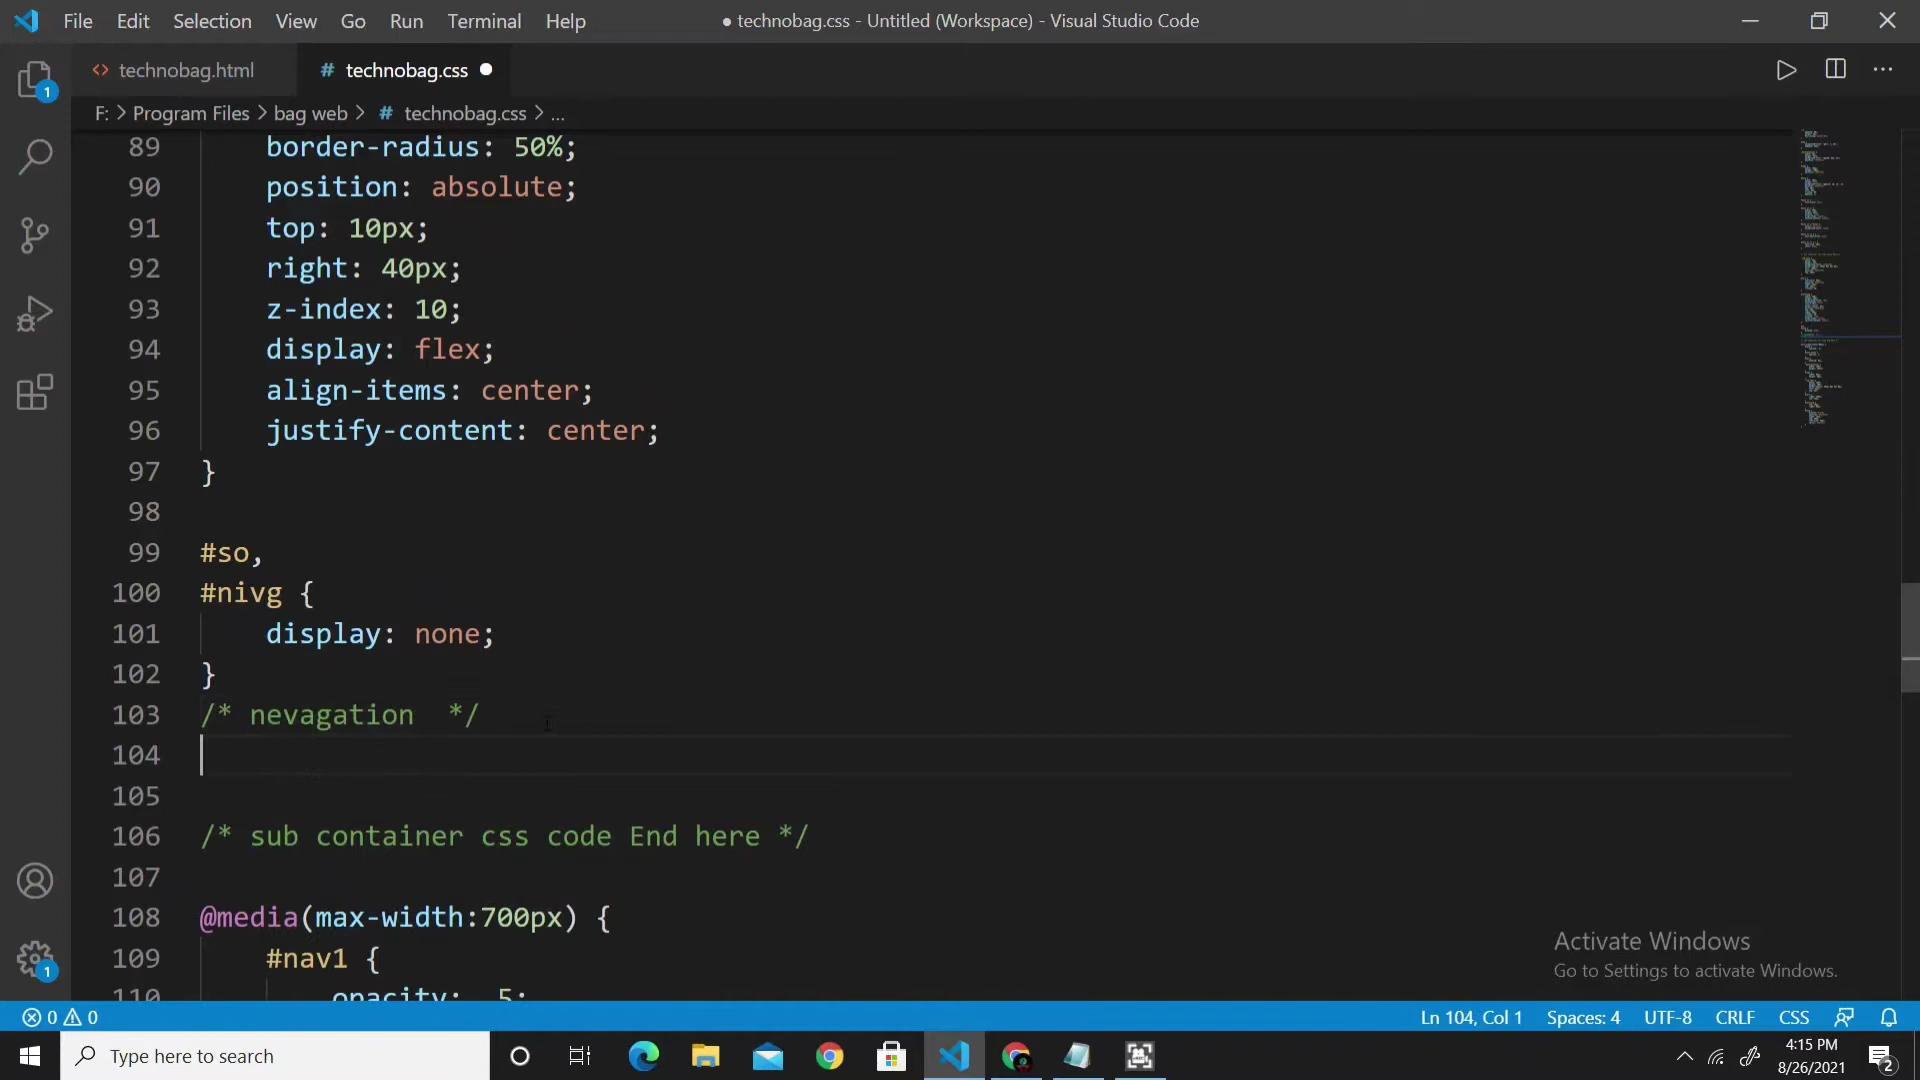 File Edit Selection View Go Run Terminal Help ● technobag.css - Untitled (Workspace) - Visual Studio Code
<> technobag.html # technobag.css ●
F: > Program Files > bag web > # technobag.css > ...
89 border-radius: 50%;
90 position: absolute;
91 top: 10px;
92 right: 40px;
93 z-index: 10;
94 display: flex;
95 align-items: center;
96 justify-content: center;
97 }
98
99 #so,
100 #nivg {
101 display: none;
102 }
103 /* nevagation  */
104
105
106 /* sub container css code End here */
107
108 @media(max-width:700px) {
109 #nav1 {
110 opacity: .5;
1
1
Activate Windows
Go to Settings to activate Windows.
0 0 Ln 104, Col 1 Spaces: 4 UTF-8 CRLF CSS
Type here to search
4:15 PM
8/26/2021
2